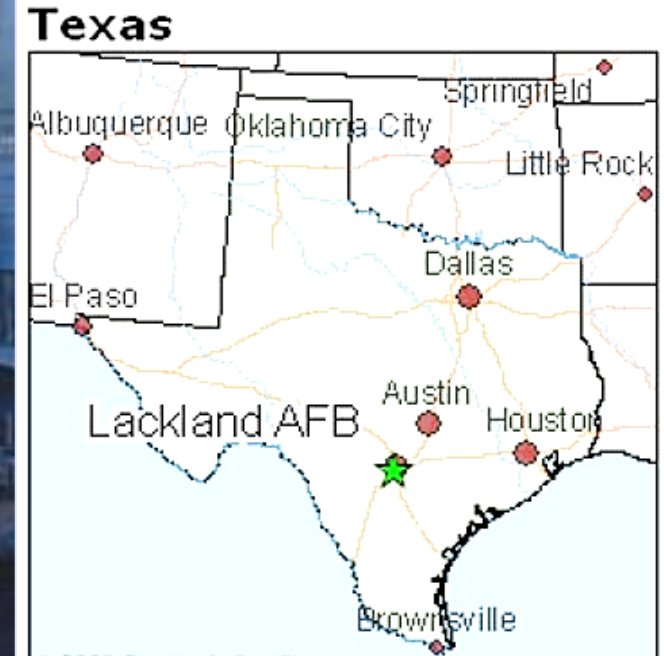 Texas
Springfield
Albuquerque
Oklahoma City
Little Rock
Dallas
El Paso
Austin
Lackland AFB
Houston
Brownsville